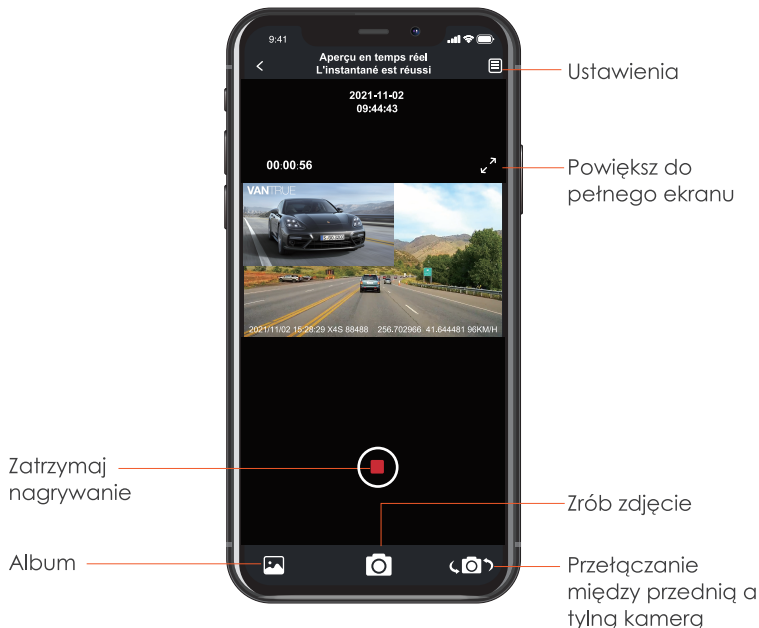 9:41
Aperçu en temps réel
L'instantané est réussi
Ustawienia
2021-11-02
09:44:43
00:00:56
Powiększ do
pełnego ekranu
VANTRUE
2021/11/02 15:28:29 X4S 88488 256.702966 41.644481 96KM/H
Zatrzymaj
nagrywanie
Zrób zdjęcie
Album
Przełączanie
między przednią a
tylną kamerą